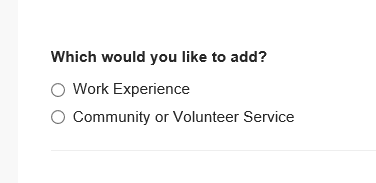 Which would you like to add?
Work Experience
Community or Volunteer Service